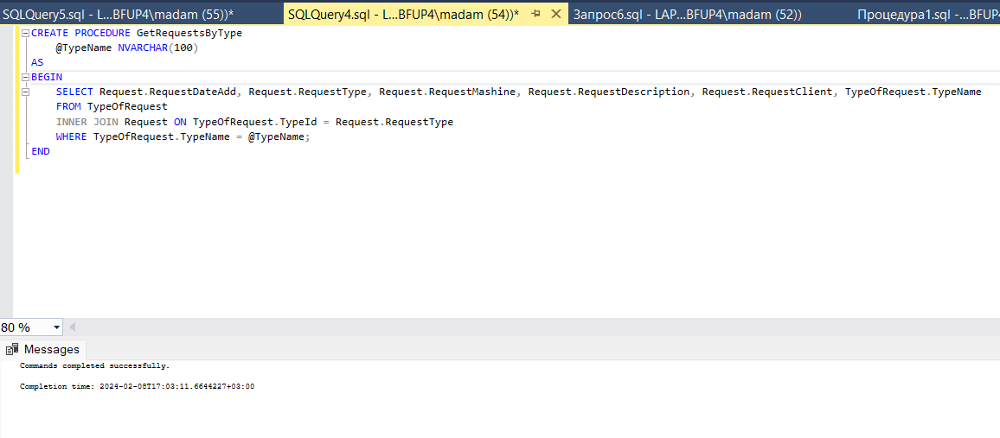 SQLQuery5.sql - L...BFUP4\madam (55))* SQLQuery4.sql - L...BFUP4\madam (54))* Запрос6.sql - LAP...BFUP4\madam (52)) Процедура1.sql -...BFUP4
CREATE PROCEDURE GetRequestsByType
@TypeName NVARCHAR(100)
AS
BEGIN
SELECT Request.RequestDateAdd, Request.RequestType, Request.RequestMashine, Request.RequestDescription, Request.RequestClient, TypeOfRequest.TypeName
FROM TypeOfRequest
INNER JOIN Request ON TypeOfRequest.TypeId = Request.RequestType
WHERE TypeOfRequest.TypeName = @TypeName;
END
80 %
Messages
Commands completed successfully.
Completion time: 2024-02-08T17:03:11.6644227+03:00